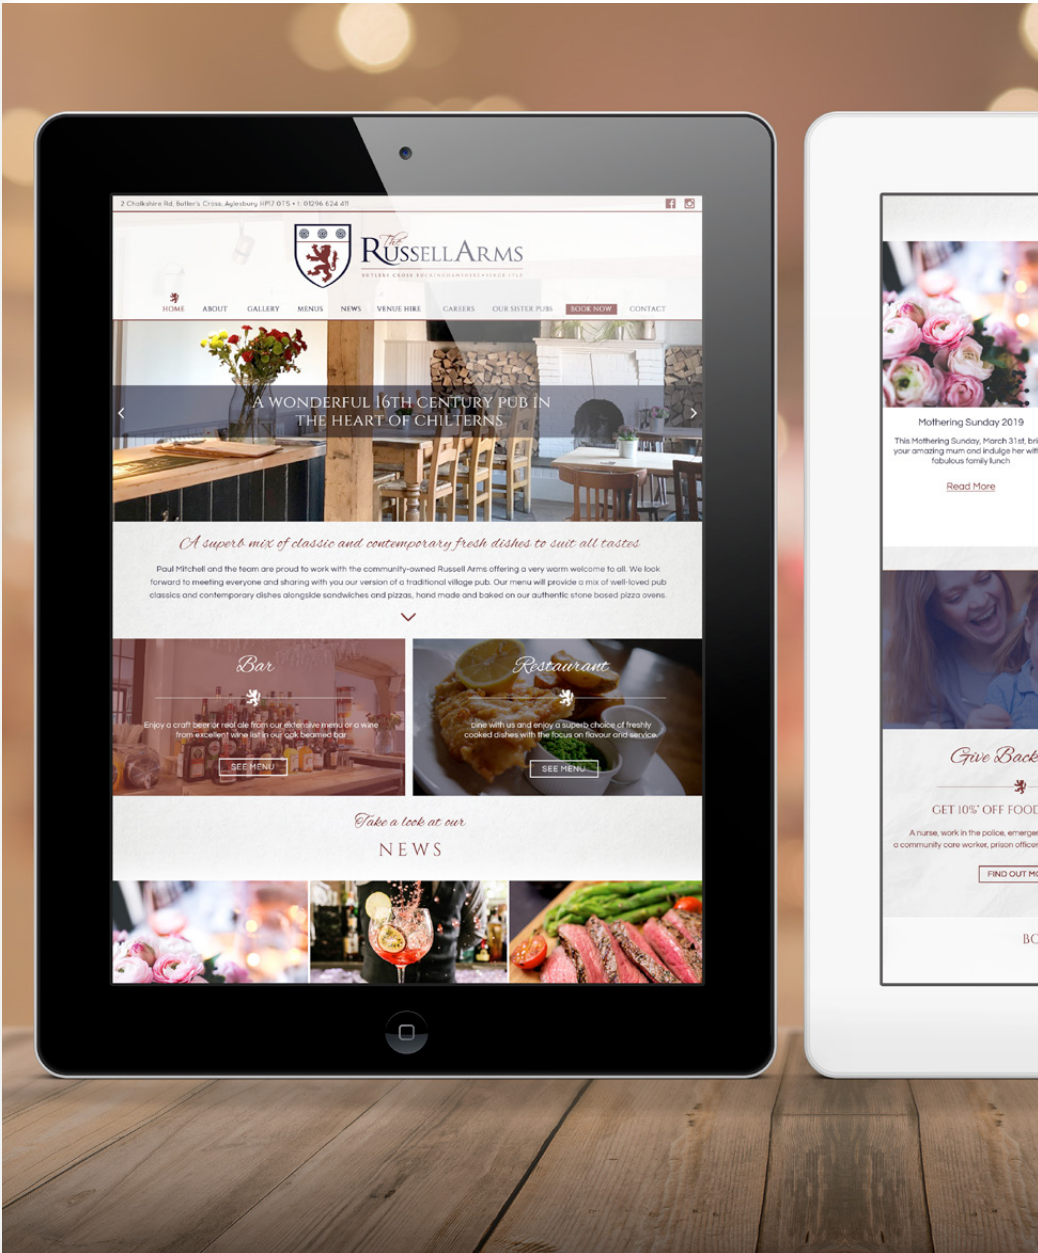 2 Chalkshire Rd, Butler's Cross, Aylesbury HP17 0TS • t: 01296 624 411
The
RUSSELL ARMS
BUTLERS CROSS BUCKINGHAMSHIRE • SINCE 1753
HOME ABOUT GALLERY MENUS NEWS VENUE HIRE CAREERS OUR SISTER PUBS BOOK NOW CONTACT
A WONDERFUL 16TH CENTURY PUB IN
THE HEART OF CHILTERNS
A superb mix of classic and contemporary fresh dishes to suit all tastes
Paul Mitchell and the team are proud to work with the community-owned Russell Arms offering a very warm welcome to all. We look
forward to meeting everyone and sharing with you our version of a traditional village pub. Our menu will provide a mix of well-loved pub
classics and contemporary dishes alongside sandwiches and pizzas, hand made and baked on our authentic stone based pizza ovens.
Bar
Enjoy a craft beer or real ale from our extensive menu or a wine
from excellent wine list in our oak beamed bar
SEE MENU
Restaurant
Dine with us and enjoy a superb choice of freshly
cooked dishes with the focus on flavour and service.
SEE MENU
Take a look at our
NEWS
Mothering Sunday 2019
This Mothering Sunday, March 31st, bri
your amazing mum and indulge her wit
fabulous family lunch
Read More
Give Back
GET 10%* OFF FOOD
A nurse, work in the police, emerger
a community care worker, prison officer
FIND OUT MO
BO